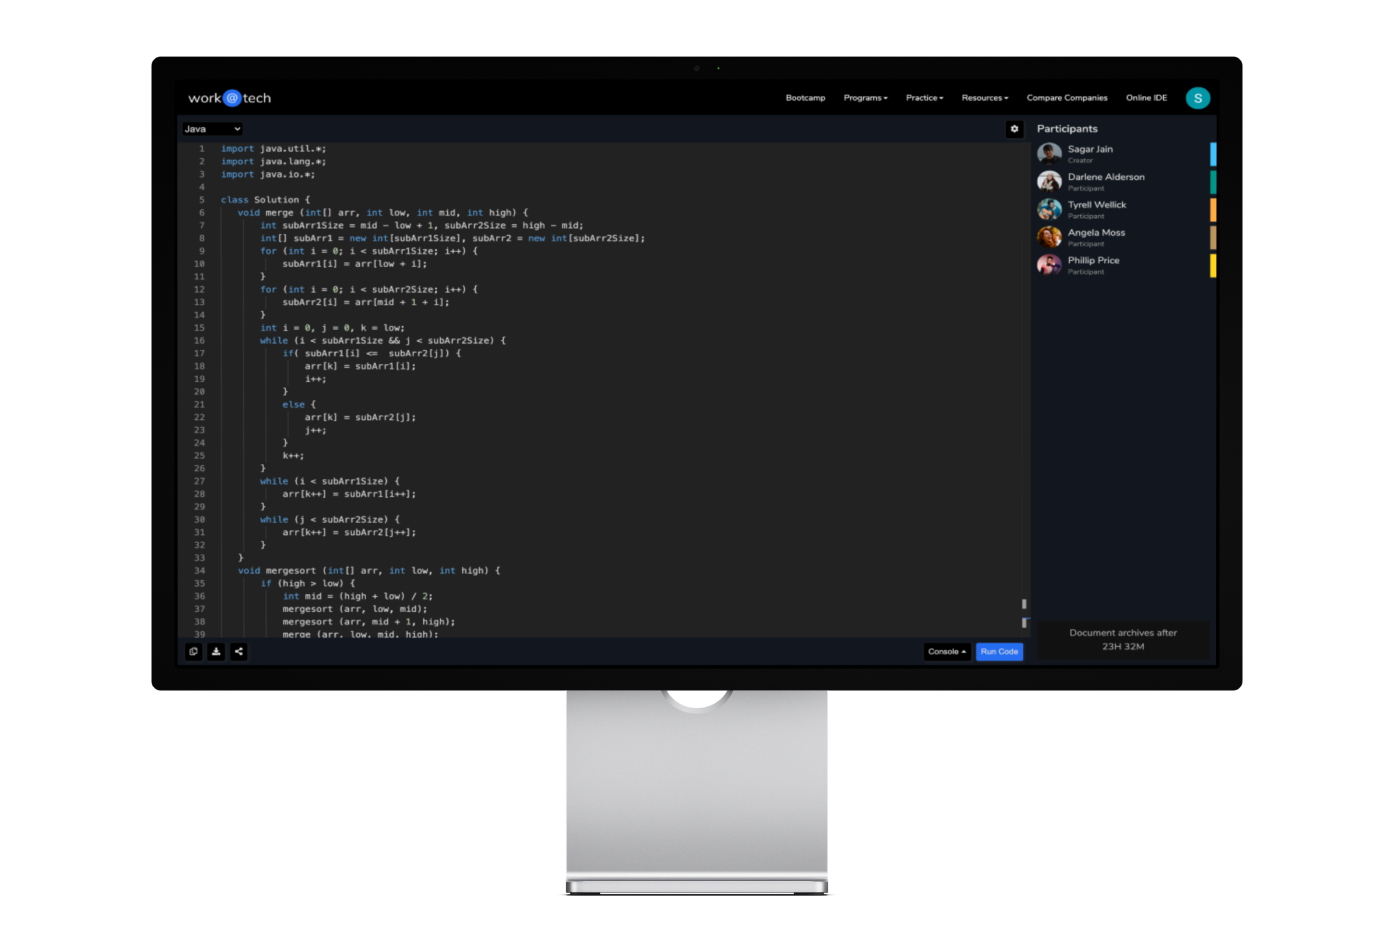 work@tech
Bootcamp Programs Practice Resources Compare Companies Online IDE S
Java
1 import java.util.*;
2 import java.lang.*;
3 import java.io.*;
4
5 class Solution {
6 void merge (int[] arr, int low, int mid, int high) {
7 int subArr1Size = mid - low + 1, subArr2Size = high - mid;
8 int[] subArr1 = new int[subArr1Size], subArr2 = new int[subArr2Size];
9 for (int i = 0; i < subArr1Size; i++) {
10 subArr1[i] = arr[low + i];
11 }
12 for (int i = 0; i < subArr2Size; i++) {
13 subArr2[i] = arr[mid + 1 + i];
14 }
15 int i = 0, j = 0, k = low;
16 while (i < subArr1Size && j < subArr2Size) {
17 if( subArr1[i] <= subArr2[j]) {
18 arr[k] = subArr1[i];
19 i++;
20 }
21 else {
22 arr[k] = subArr2[j];
23 j++;
24 }
25 k++;
26 }
27 while (i < subArr1Size) {
28 arr[k++] = subArr1[i++];
29 }
30 while (j < subArr2Size) {
31 arr[k++] = subArr2[j++];
32 }
33 }
34 void mergesort (int[] arr, int low, int high) {
35 if (high > low) {
36 int mid = (high + low) / 2;
37 mergesort (arr, low, mid);
38 mergesort (arr, mid + 1, high);
39 merge (arr, low, mid, high);
Console Run Code
Participants
Sagar Jain
Creator
Darlene Alderson
Participant
Tyrell Wellick
Participant
Angela Moss
Participant
Phillip Price
Participant
Document archives after
23H 32M